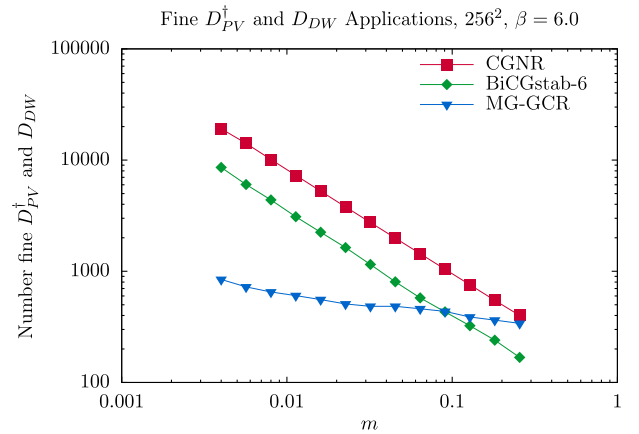 Fine $D_{PV}^{\dagger}$ and $D_{DW}$ Applications, $256^2$, $\beta = 6.0$
CGNR
BiCGstab-6
MG-GCR
Number fine $D_{PV}^{\dagger}$ and $D_{DW}$
100000
10000
1000
100
0.001
0.01
0.1
1
m